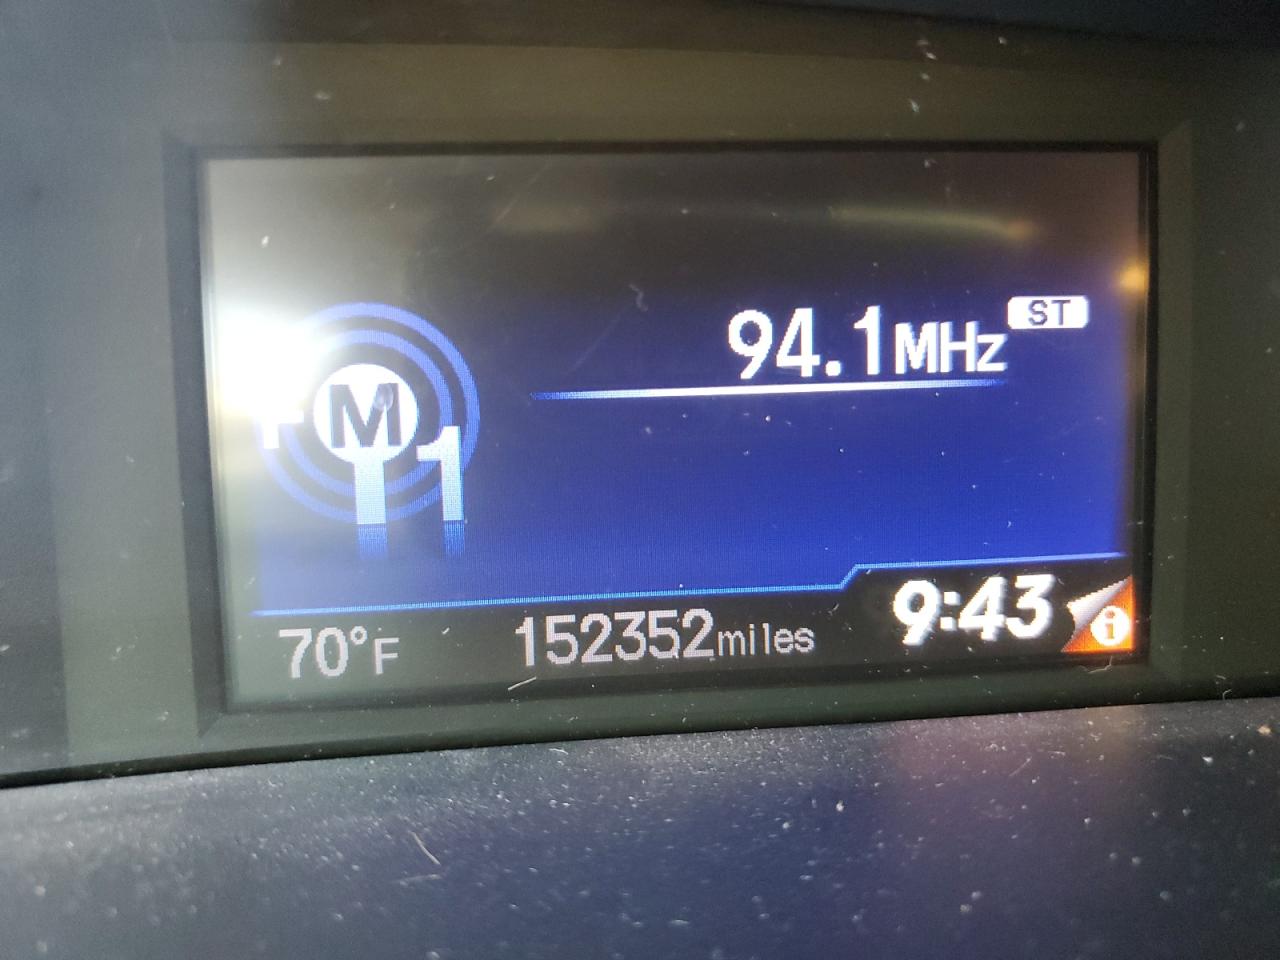 94.1MHz ST
FM1
70°F 152352miles 9:43 i